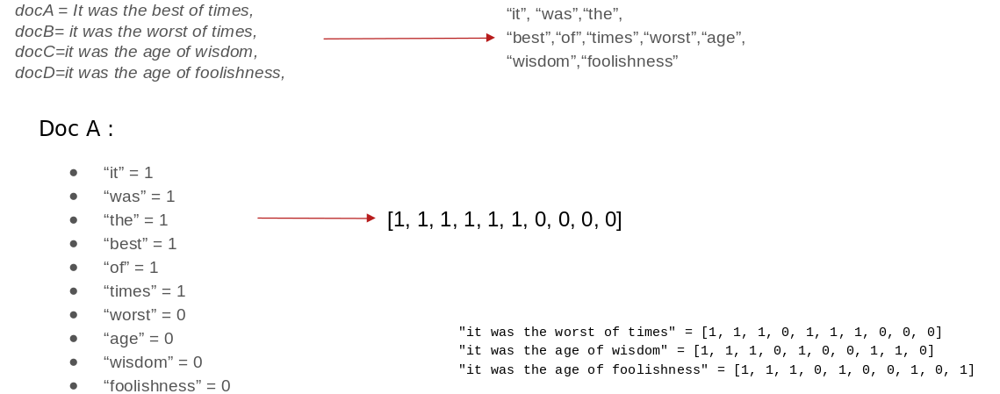 docA = It was the best of times,
docB= it was the worst of times,
docC=it was the age of wisdom,
docD=it was the age of foolishness,
“it”, “was”,“the”,
“best”,“of”,“times”,“worst”,“age”,
“wisdom”,“foolishness”
Doc A :
● “it” = 1
● “was” = 1
● “the” = 1
● “best” = 1
● “of” = 1
● “times” = 1
● “worst” = 0
● “age” = 0
● “wisdom” = 0
● “foolishness” = 0
[1, 1, 1, 1, 1, 1, 0, 0, 0, 0]
"it was the worst of times" = [1, 1, 1, 0, 1, 1, 1, 0, 0, 0]
"it was the age of wisdom" = [1, 1, 1, 0, 1, 0, 0, 1, 1, 0]
"it was the age of foolishness" = [1, 1, 1, 0, 1, 0, 0, 1, 0, 1]